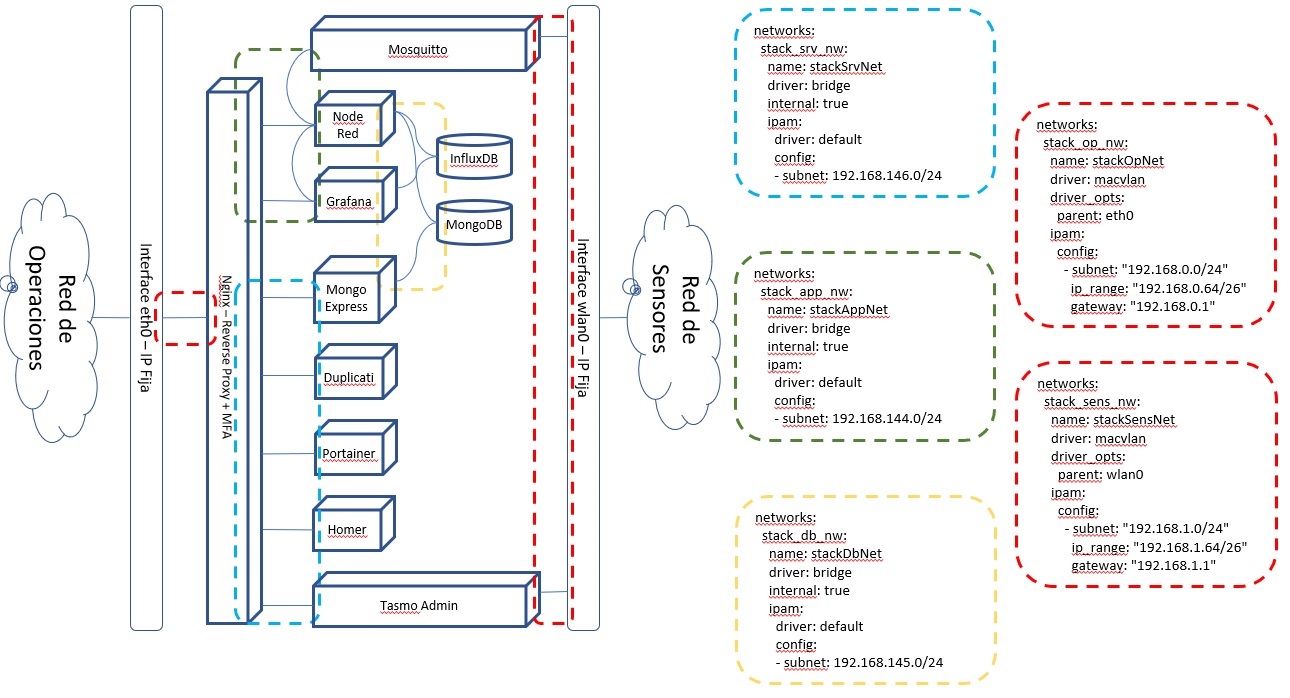 Red de
Operaciones
Interface eth0 – IP Fija
Nginx – Reverse Proxy + MFA
Mosquitto
Node
Red
Grafana
InfluxDB
MongoDB
Mongo
Express
Duplicati
Portainer
Homer
Tasmo Admin
Interface wlan0 – IP Fija
Red de
Sensores
networks:
stack_srv_nw:
name: stackSrvNet
driver: bridge
internal: true
ipam:
driver: default
config:
- subnet: 192.168.146.0/24
networks:
stack_app_nw:
name: stackAppNet
driver: bridge
internal: true
ipam:
driver: default
config:
- subnet: 192.168.144.0/24
networks:
stack_db_nw:
name: stackDbNet
driver: bridge
internal: true
ipam:
driver: default
config:
- subnet: 192.168.145.0/24
networks:
stack_op_nw:
name: stackOpNet
driver: macvlan
driver_opts:
parent: eth0
ipam:
config:
- subnet: "192.168.0.0/24"
ip_range: "192.168.0.64/26"
gateway: "192.168.0.1"
networks:
stack_sens_nw:
name: stackSensNet
driver: macvlan
driver_opts:
parent: wlan0
ipam:
config:
- subnet: "192.168.1.0/24"
ip_range: "192.168.1.64/26"
gateway: "192.168.1.1"